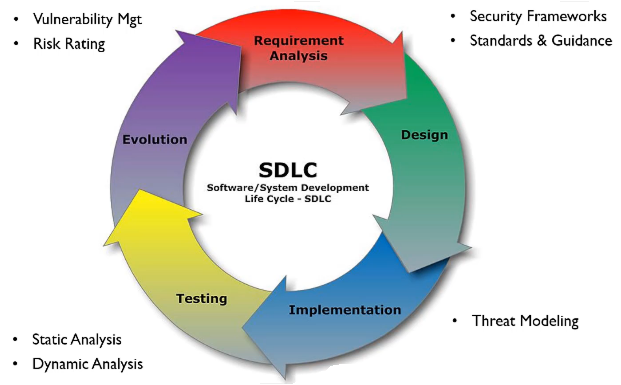 • Vulnerability Mgt
• Risk Rating
• Security Frameworks
• Standards & Guidance
Requirement
Analysis
Design
Evolution
SDLC
Software/System Development
Life Cycle - SDLC
Testing
Implementation
• Threat Modeling
• Static Analysis
• Dynamic Analysis